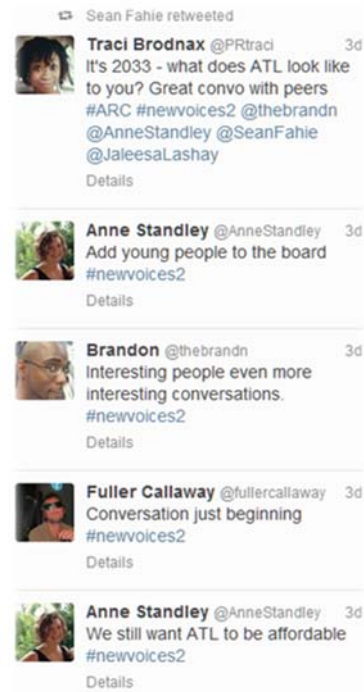 Sean Fahie retweeted
Traci Brodnax @PRtraci 3d
It's 2033 - what does ATL look like
to you? Great convo with peers
#ARC #newvoices2 @thebrandn
@AnneStandley @SeanFahie
@JaleesaLashay
Details
Anne Standley @AnneStandley 3d
Add young people to the board
#newvoices2
Details
Brandon @thebrandn 3d
Interesting people even more
interesting conversations.
#newvoices2
Details
Fuller Callaway @fullercallaway 3d
Conversation just beginning
#newvoices2
Details
Anne Standley @AnneStandley 3d
We still want ATL to be affordable
#newvoices2
Details